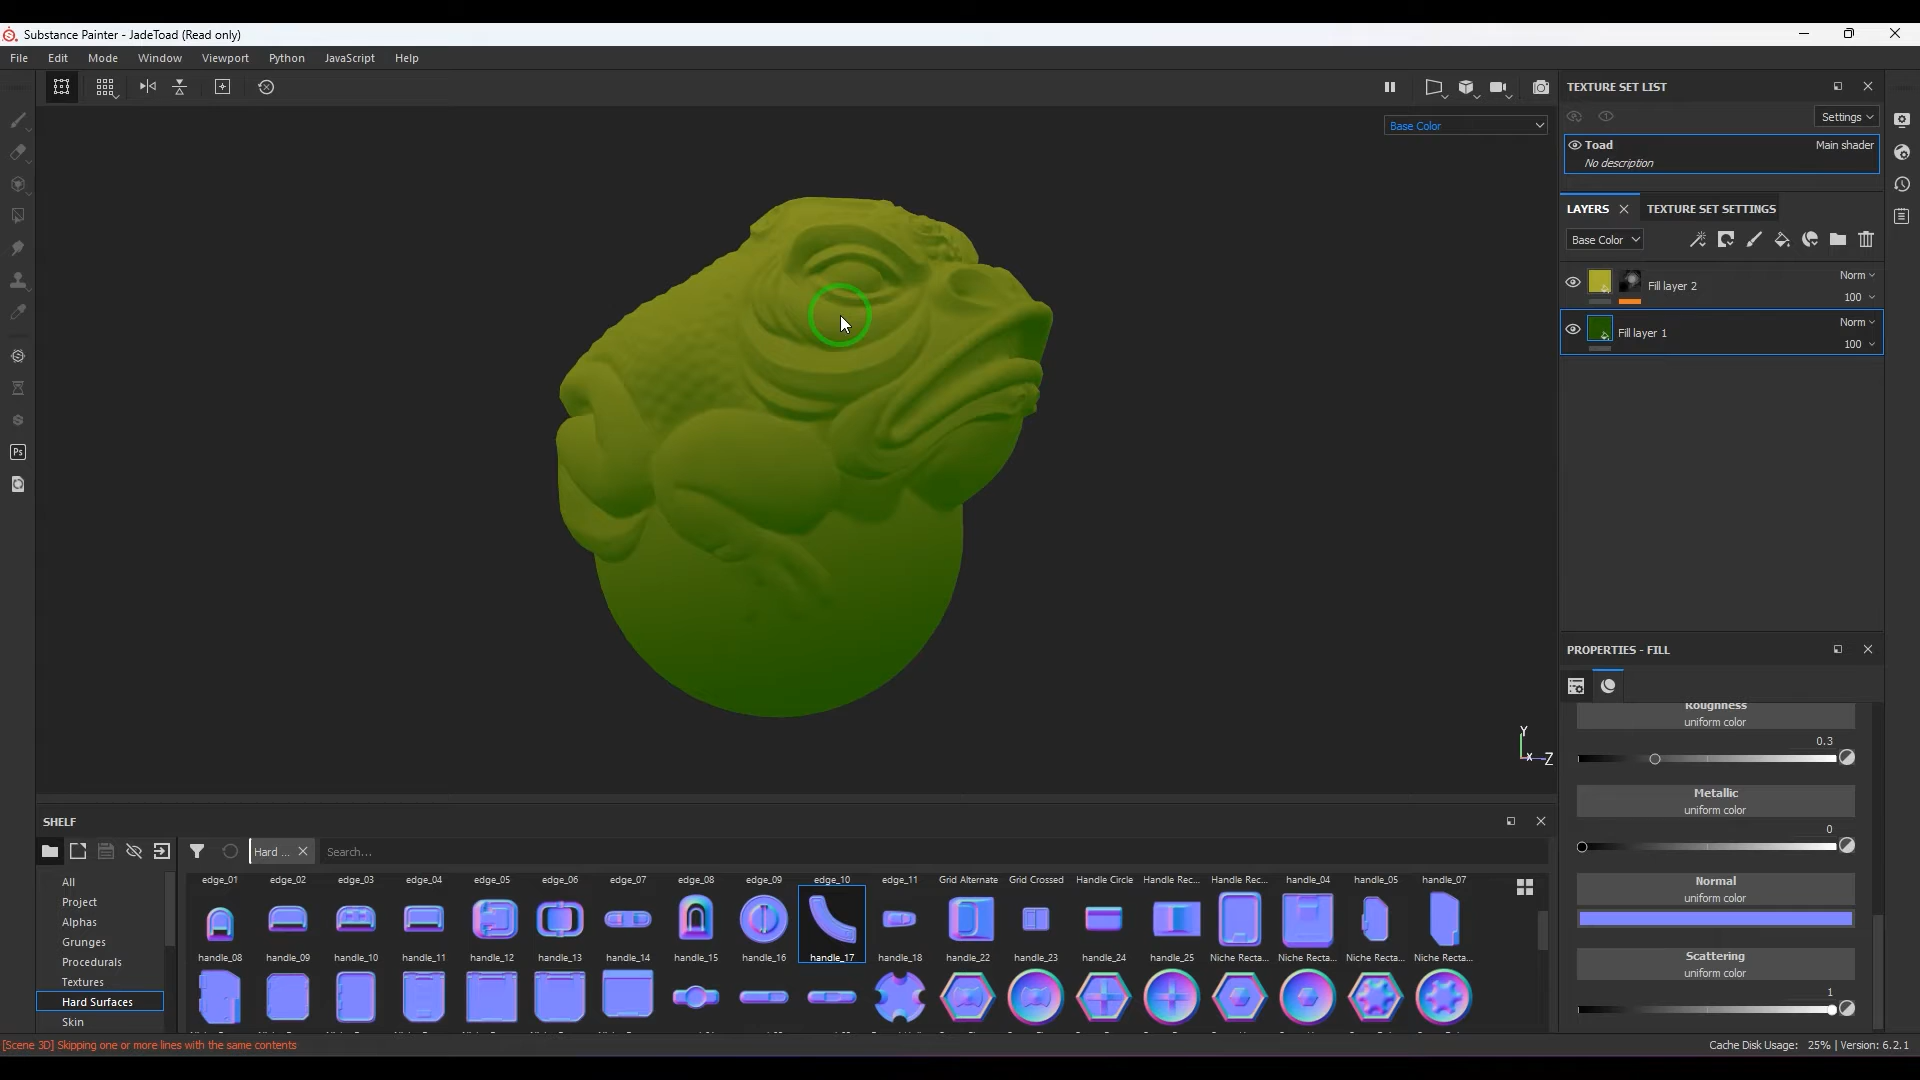 Substance Painter - JadeToad (Read only)
File Edit Mode Window Viewport Python JavaScript Help
TEXTURE SET LIST
Base Color
Settings
Toad Main shader
No description
LAYERS TEXTURE SET SETTINGS
Base Color
Norm
Fill layer 2
100
Norm
Fill layer 1
100
PROPERTIES - FILL
Roughness
uniform color
0.3
Metallic
uniform color
0
Normal
uniform color
Scattering
uniform color
1
Y
X Z
Ps
SHELF
Hard ... Search...
All
Project
Alphas
Grunges
Procedurals
Textures
Hard Surfaces
Skin
edge_01 edge_02 edge_03 edge_04 edge_05 edge_06 edge_07 edge_08 edge_09 edge_10 edge_11 Grid Alternate Grid Crossed Handle Circle Handle Rec... Handle Rec... handle_04 handle_05 handle_07
handle_08 handle_09 handle_10 handle_11 handle_12 handle_13 handle_14 handle_15 handle_16 handle_17 handle_18 handle_22 handle_23 handle_24 handle_25 Niche Recta... Niche Recta... Niche Recta... Niche Recta...
[Scene 3D] Skipping one or more lines with the same contents
Cache Disk Usage: 25% | Version: 6.2.1